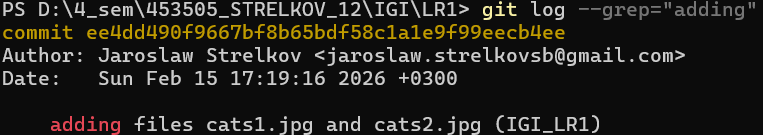 PS D:\4_sem\453505_STRELKOV_12\IGI\LR1> git log --grep="adding"
commit ee4dd490f9667bf8b65bdf58c1a1e9f99eecb4ee
Author: Jaroslaw Strelkov <jaroslaw.strelkovsb@gmail.com>
Date:   Sun Feb 15 17:19:16 2026 +0300
    adding files cats1.jpg and cats2.jpg (IGI_LR1)